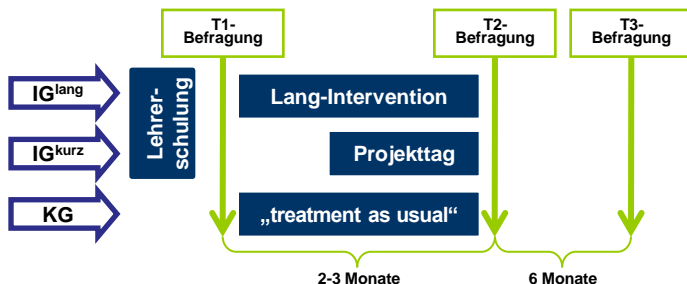 T1-
Befragung
T2-
Befragung
T3-
Befragung
IGlang
IGkurz
KG
Lehrer-
schulung
Lang-Intervention
Projekttag
„treatment as usual“
2-3 Monate
6 Monate